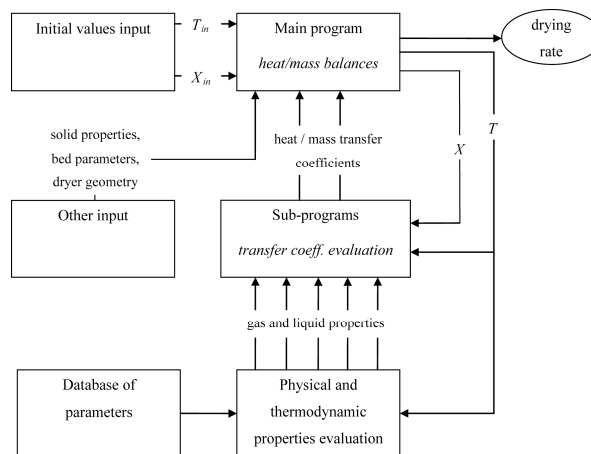 Initial values input
T in
X in
Main program
heat/mass balances
drying
rate
solid properties,
bed parameters,
dryer geometry
heat / mass transfer
coefficients
X
T
Other input
Sub-programs
transfer coeff. evaluation
gas and liquid properties
Database of
parameters
Physical and
thermodynamic
properties evaluation